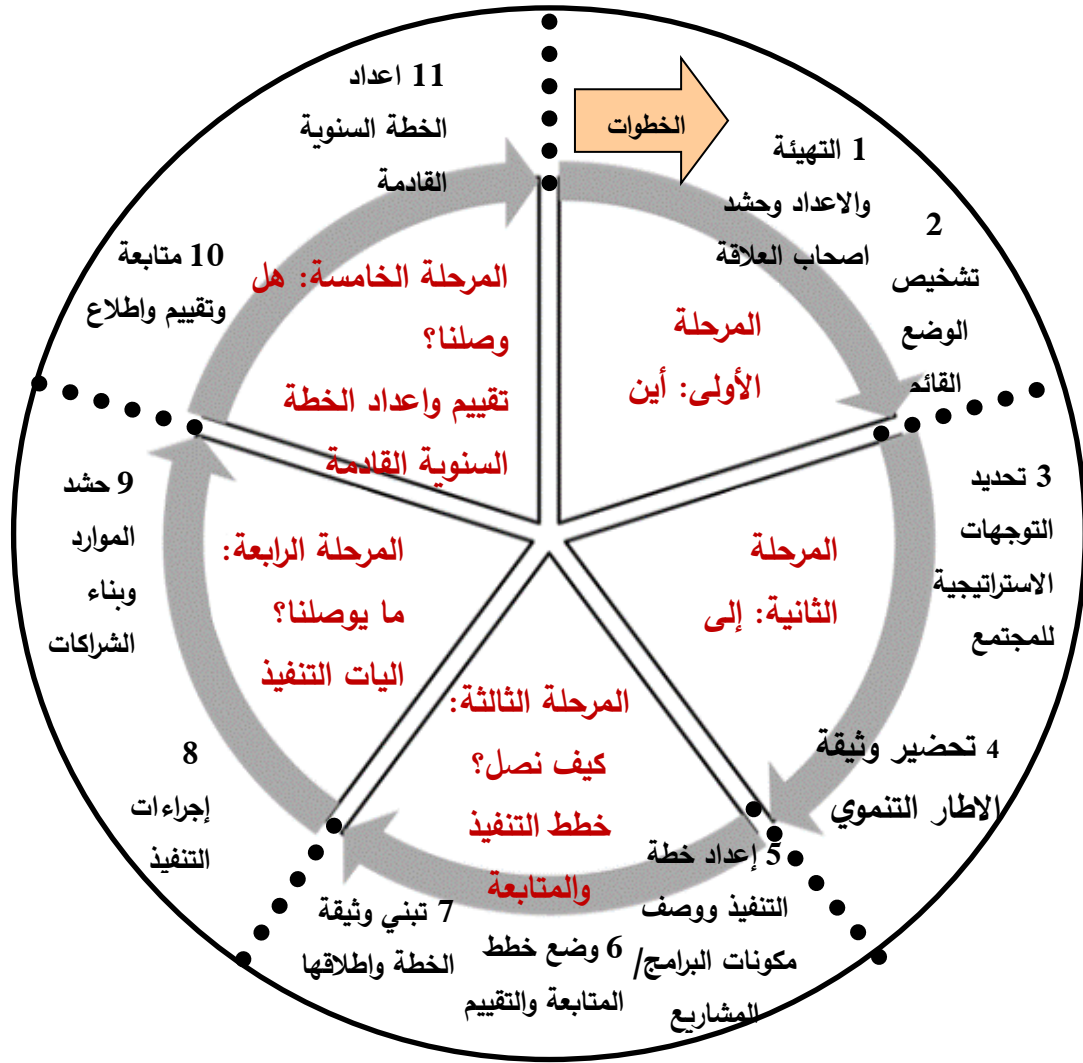 الخطوات
1 التهيئة
والاعداد وحشد
اصحاب العلاقة
2
تشخيص
الوضع
القائم
المرحلة
الأولى: أين
3 تحديد
التوجهات
الاستراتيجية
للمجتمع
4 تحضير وثيقة
الاطار التنموي
المرحلة
الثانية: إلى
5 إعداد خطة
التنفيذ ووصف
مكونات البرامج/
المشاريع
6 وضع خطط
المتابعة والتقييم
7 تبني وثيقة
الخطة واطلاقها
المرحلة الثالثة:
كيف نصل؟
خطط التنفيذ
والمتابعة
8
إجراءات
التنفيذ
9 حشد
الموارد
وبناء
الشراكات
المرحلة الرابعة:
ما يوصلنا؟
اليات التنفيذ
10 متابعة
وتقييم واطلاع
11 اعداد
الخطة السنوية
القادمة
المرحلة الخامسة: هل
وصلنا؟
تقييم واعداد الخطة
السنوية القادمة